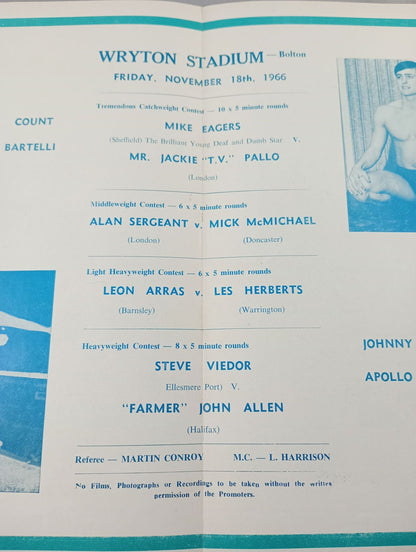 WRYTON STADIUM — Bolton
FRIDAY, NOVEMBER 18th, 1966
Tremendous Catchweight Contest — 10 x 5 minute rounds
MIKE EAGERS
(Sheffield) The Brilliant Young Deaf and Dumb Star V.
MR. JACKIE "T.V." PALLO
(London)
COUNT
BARTELLI
Middleweight Contest — 6 x 5 minute rounds
ALAN SERGEANT v. MICK McMICHAEL
(London) (Doncaster)
Light Heavyweight Contest — 6 x 5 minute rounds
LEON ARRAS v. LES HERBERTS
(Barnsley) (Warrington)
Heavyweight Contest — 8 x 5 minute rounds
STEVE VIEDOR
Ellesmere Port) V.
"FARMER" JOHN ALLEN
(Halifax)
JOHNNY
APOLLO
Referee — MARTIN CONROY M.C. — L. HARRISON
No Films, Photographs or Recordings to be taken without the written
permission of the Promoters.